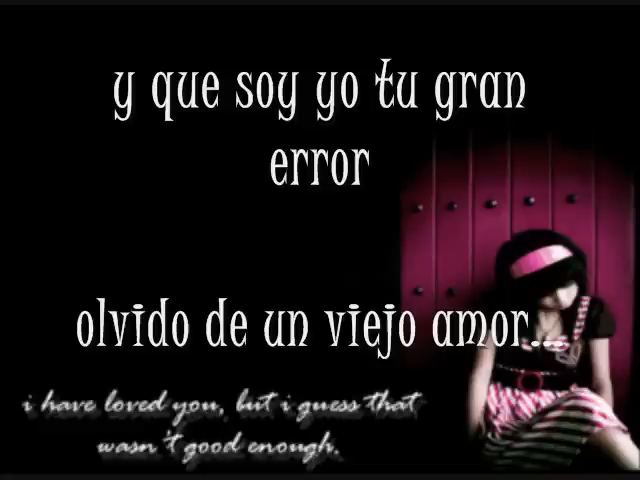 y que soy yo tu gran
error
olvido de un viejo amor...
i have loved you, but i guess that
wasn't good enough.